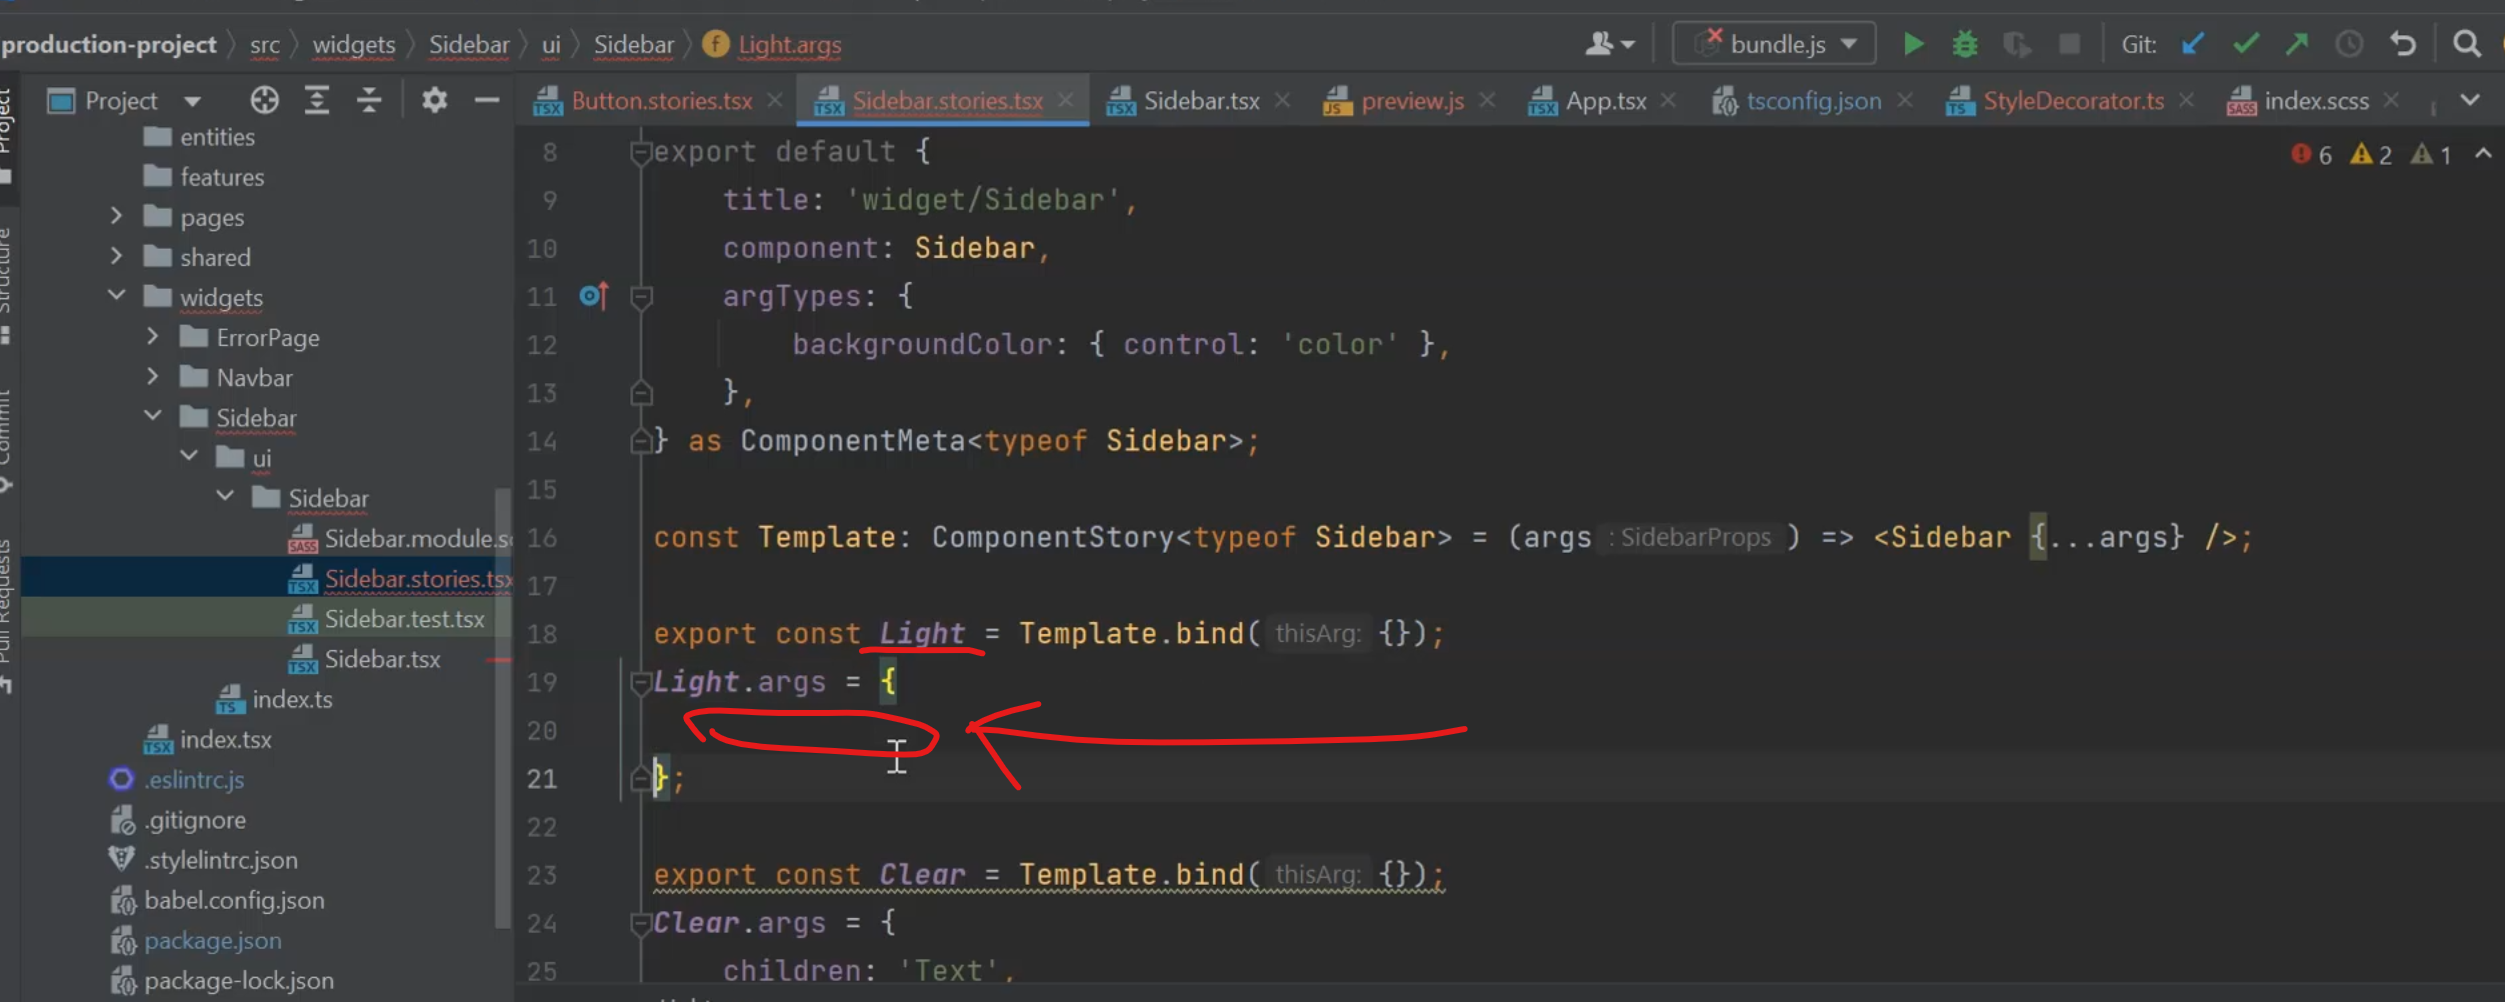 production-project src widgets Sidebar ui Sidebar f Light.args
bundle.js Git:
Project
Button.stories.tsx Sidebar.stories.tsx Sidebar.tsx preview.js App.tsx tsconfig.json StyleDecorator.ts index.scss
Project
Structure
Commit
Pull Requests
entities
features
pages
shared
widgets
ErrorPage
Navbar
Sidebar
ui
Sidebar
Sidebar.module.sc
Sidebar.stories.tsx
Sidebar.test.tsx
Sidebar.tsx
index.ts
index.tsx
.eslintrc.js
.gitignore
.stylelintrc.json
babel.config.json
package.json
package-lock.json
6 2 1
8 export default {
9 title: 'widget/Sidebar',
10 component: Sidebar,
11 argTypes: {
12 backgroundColor: { control: 'color' },
13 },
14 } as ComponentMeta<typeof Sidebar>;
15
16 const Template: ComponentStory<typeof Sidebar> = (args : SidebarProps ) => <Sidebar {...args} />;
17
18 export const Light = Template.bind( thisArg: {});
19 Light.args = {
20
21 };
22
23 export const Clear = Template.bind( thisArg: {});
24 Clear.args = {
25 children: 'Text',